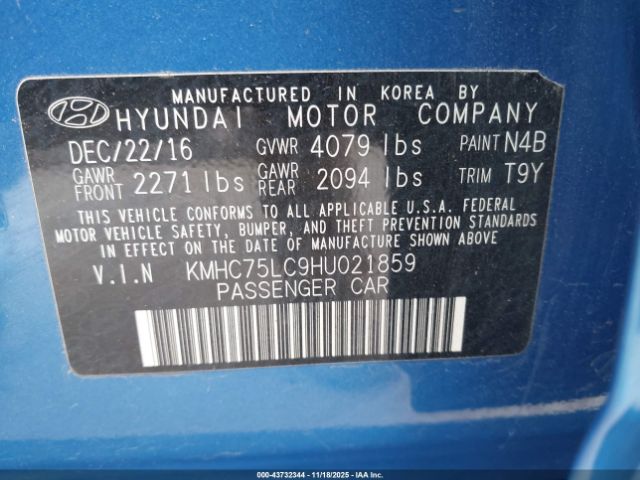 MANUFACTURED IN KOREA BY
HYUNDAI MOTOR COMPANY
DEC/22/16 GVWR 4079 lbs PAINT N4B
GAWR FRONT 2271 lbs GAWR REAR 2094 lbs TRIM T9Y
THIS VEHICLE CONFORMS TO ALL APPLICABLE U.S.A. FEDERAL
MOTOR VEHICLE SAFETY, BUMPER, AND THEFT PREVENTION STANDARDS
IN EFFECT ON THE DATE OF MANUFACTURE SHOWN ABOVE
V.I.N KMHC75LC9HU021859
PASSENGER CAR
000-43732344 - 11/18/2025 - COPART.COM